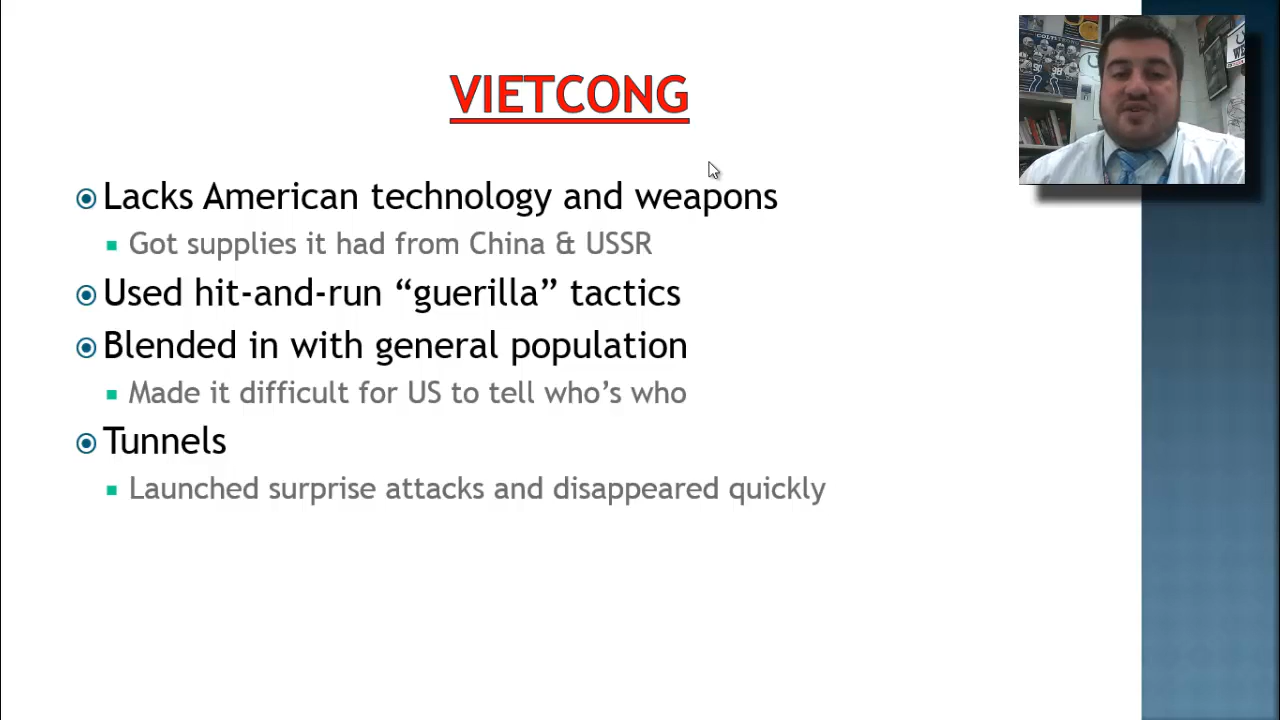 VIETCONG
Lacks American technology and weapons
Got supplies it had from China & USSR
Used hit-and-run “guerilla” tactics
Blended in with general population
Made it difficult for US to tell who’s who
Tunnels
Launched surprise attacks and disappeared quickly